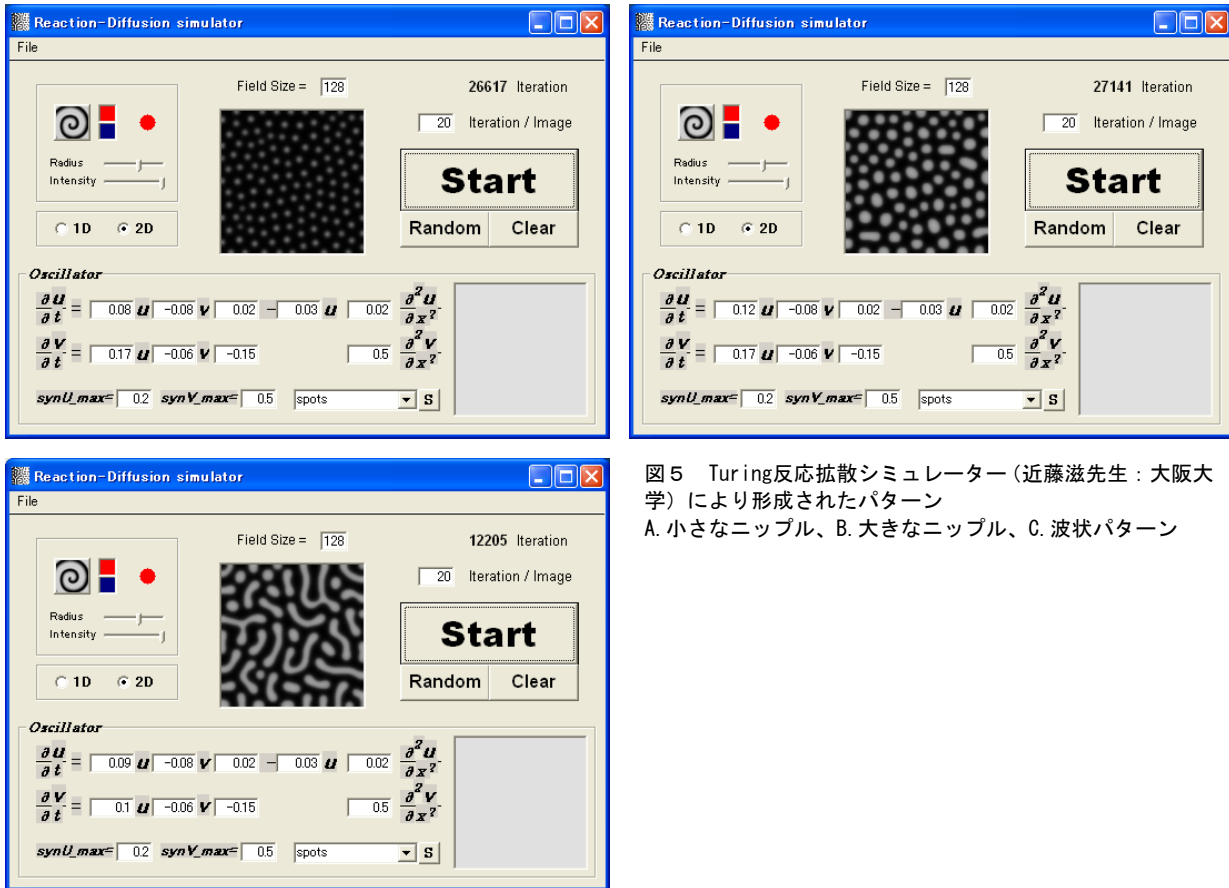 Reaction-Diffusion simulator
File
Field Size = 128
26617 Iteration
20 Iteration / Image
Radius
Intensity
Start
1D 2D
Random Clear
Oscillator
∂u/∂t = 0.08 u -0.08 v 0.02 - 0.03 u 0.02 ∂²u/∂x²
∂v/∂t = 0.17 u -0.06 v -0.15 0.5 ∂²v/∂x²
synU_max= 0.2 synV_max= 0.5 spots S
Reaction-Diffusion simulator
File
Field Size = 128
27141 Iteration
20 Iteration / Image
Radius
Intensity
Start
1D 2D
Random Clear
Oscillator
∂u/∂t = 0.12 u -0.08 v 0.02 - 0.03 u 0.02 ∂²u/∂x²
∂v/∂t = 0.17 u -0.06 v -0.15 0.5 ∂²v/∂x²
synU_max= 0.2 synV_max= 0.5 spots S
Reaction-Diffusion simulator
File
Field Size = 128
12205 Iteration
20 Iteration / Image
Radius
Intensity
Start
1D 2D
Random Clear
Oscillator
∂u/∂t = 0.09 u -0.08 v 0.02 - 0.03 u 0.02 ∂²u/∂x²
∂v/∂t = 0.1 u -0.06 v -0.15 0.5 ∂²v/∂x²
synU_max= 0.2 synV_max= 0.5 spots S
図５　Turing反応拡散シミュレーター(近藤滋先生：大阪大
学)により形成されたパターン
A.小さなニップル、B.大きなニップル、C.波状パターン